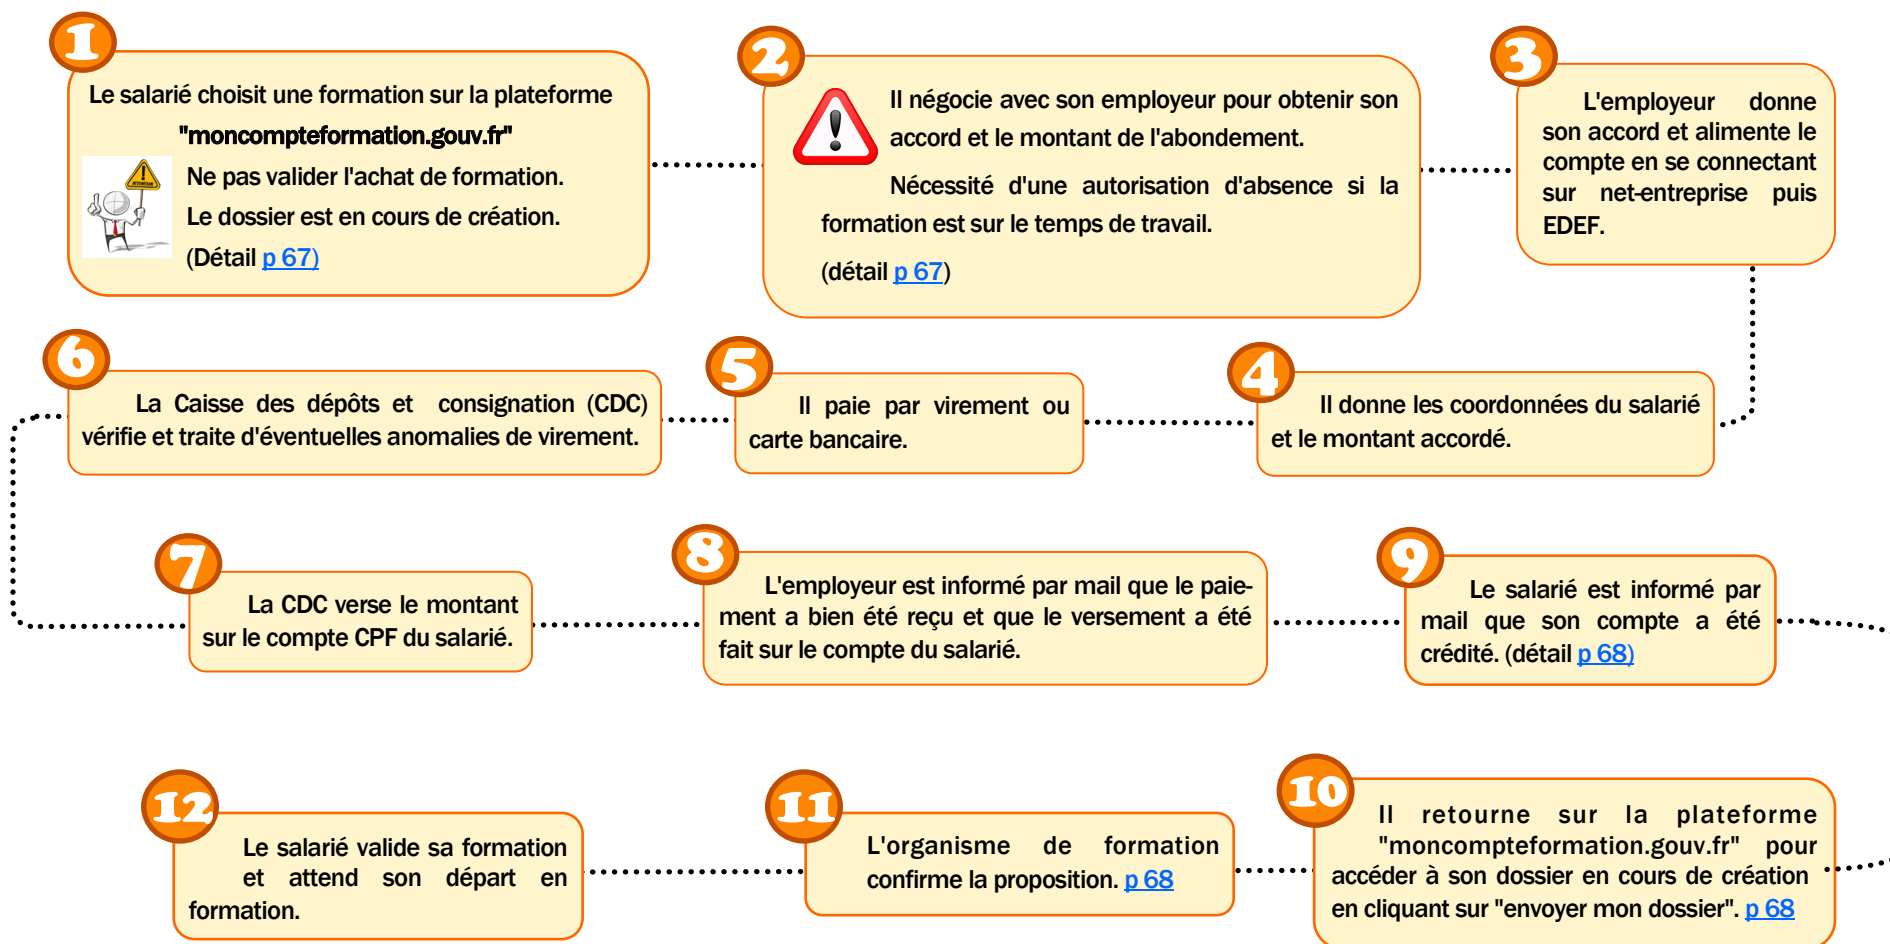 1
Le salarié choisit une formation sur la plateforme
"moncompteformation.gouv.fr"
ATTENTION
Ne pas valider l'achat de formation.
Le dossier est en cours de création.
(Détail p 67)
2
Il négocie avec son employeur pour obtenir son
accord et le montant de l'abondement.
Nécessité d'une autorisation d'absence si la
formation est sur le temps de travail.
(détail p 67)
3
L'employeur donne
son accord et alimente le
compte en se connectant
sur net-entreprise puis
EDEF.
4
Il donne les coordonnées du salarié
et le montant accordé.
5
Il paie par virement ou
carte bancaire.
6
La Caisse des dépôts et consignation (CDC)
vérifie et traite d'éventuelles anomalies de virement.
7
La CDC verse le montant
sur le compte CPF du salarié.
8
L'employeur est informé par mail que le paie-
ment a bien été reçu et que le versement a été
fait sur le compte du salarié.
9
Le salarié est informé par
mail que son compte a été
crédité. (détail p 68)
10
Il retourne sur la plateforme
"moncompteformation.gouv.fr" pour
accéder à son dossier en cours de création
en cliquant sur "envoyer mon dossier". p 68
11
L'organisme de formation
confirme la proposition. p 68
12
Le salarié valide sa formation
et attend son départ en
formation.